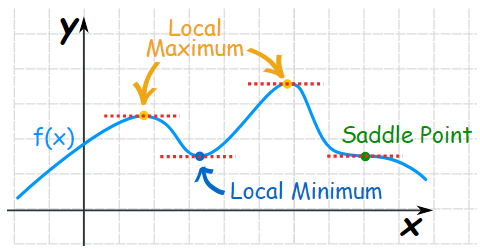 y
Local
Maximum
f(x)
Saddle Point
Local Minimum
x